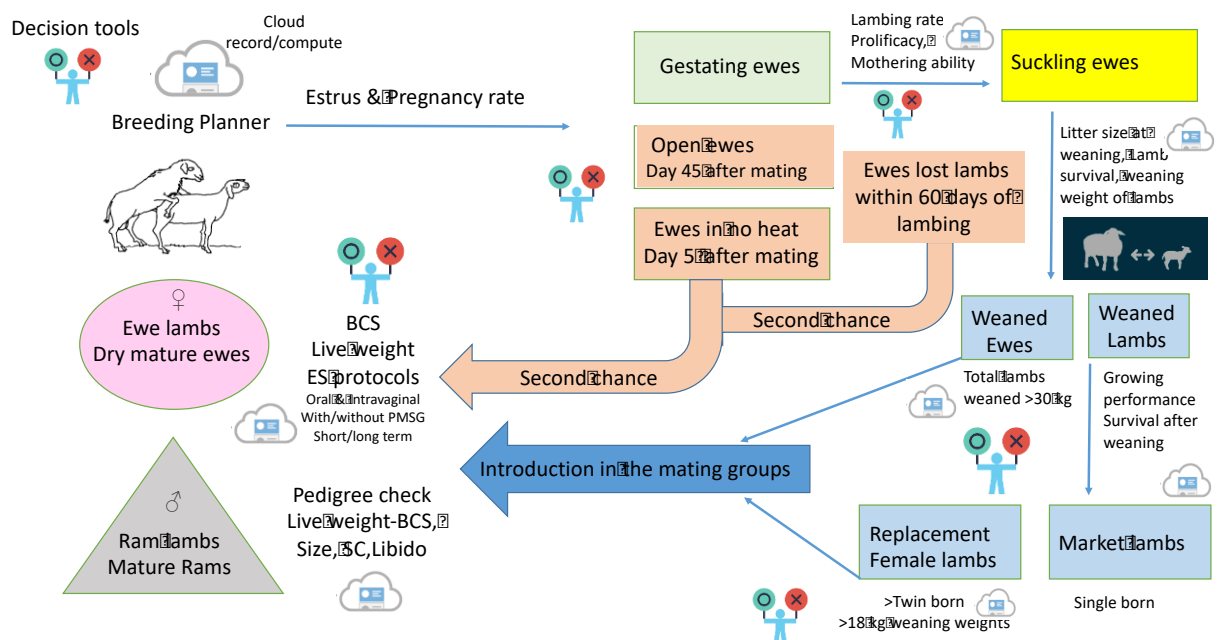 Decision tools
Cloud
record/compute
Breeding Planner
Estrus & Pregnancy rate
Gestating ewes
Lambing rate
Prolificacy,
Mothering ability
Suckling ewes
Open ewes
Day 45 after mating
Ewes in no heat
Day 5 after mating
Ewes lost lambs
within 60 days of
lambing
Litter size at
weaning, Lamb
survival, weaning
weight of lambs
♀
Ewe lambs
Dry mature ewes
BCS
Live weight
ES protocols
Oral & Intravaginal
With/without PMSG
Short/long term
Second chance
Second chance
Weaned
Ewes
Weaned
Lambs
Total lambs
weaned >30 kg
Growing
performance
Survival after
weaning
Introduction in the mating groups
♂
Ram lambs
Mature Rams
Pedigree check
Live weight-BCS,
Size, SC, Libido
Replacement
Female lambs
Market lambs
>Twin born
>18 kg weaning weights
Single born